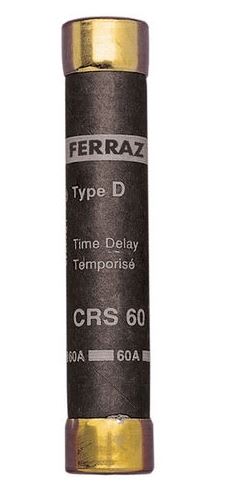 FERRAZ
Type D
Time Delay
Temporisé
CRS 60
60A 60A